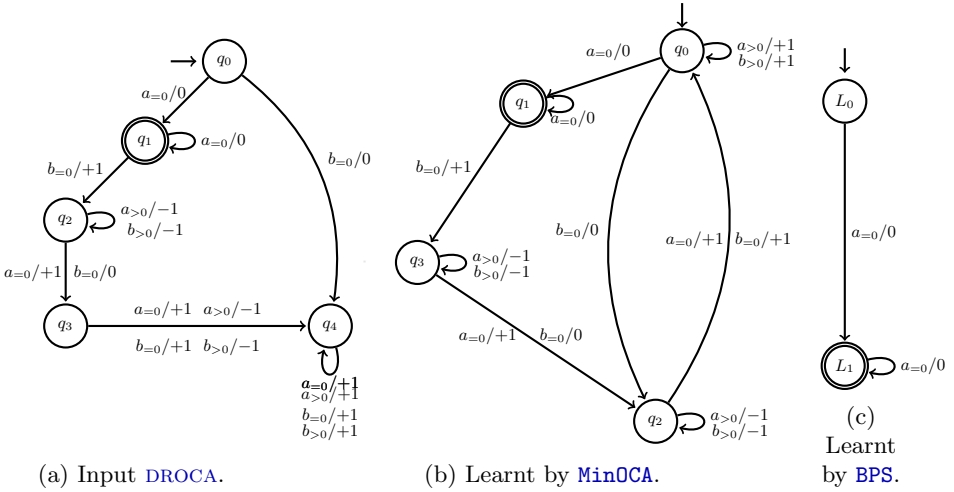 q0
a=0/0
q1
a=0/0
b=0/+1
b=0/0
q2
a>0/−1
b>0/−1
a=0/+1
b=0/0
q3
a=0/+1 a>0/−1
b=0/+1 b>0/−1
q4
a=0/+1
a>0/+1
b=0/+1
b>0/+1
(a) Input DROCA.
q0
a>0/+1
b>0/+1
a=0/0
q1
a=0/0
b=0/+1
b=0/0
a=0/+1
b=0/+1
q3
a>0/−1
b>0/−1
a=0/+1
b=0/0
q2
a>0/−1
b>0/−1
(b) Learnt by MinOCA.
L0
a=0/0
L1
a=0/0
(c)
Learnt
by BPS.